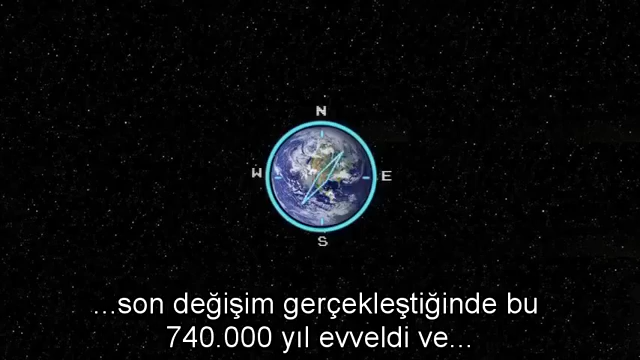 N
W E
S
...son değişim gerçekleştiğinde bu
740.000 yıl evveldi ve...